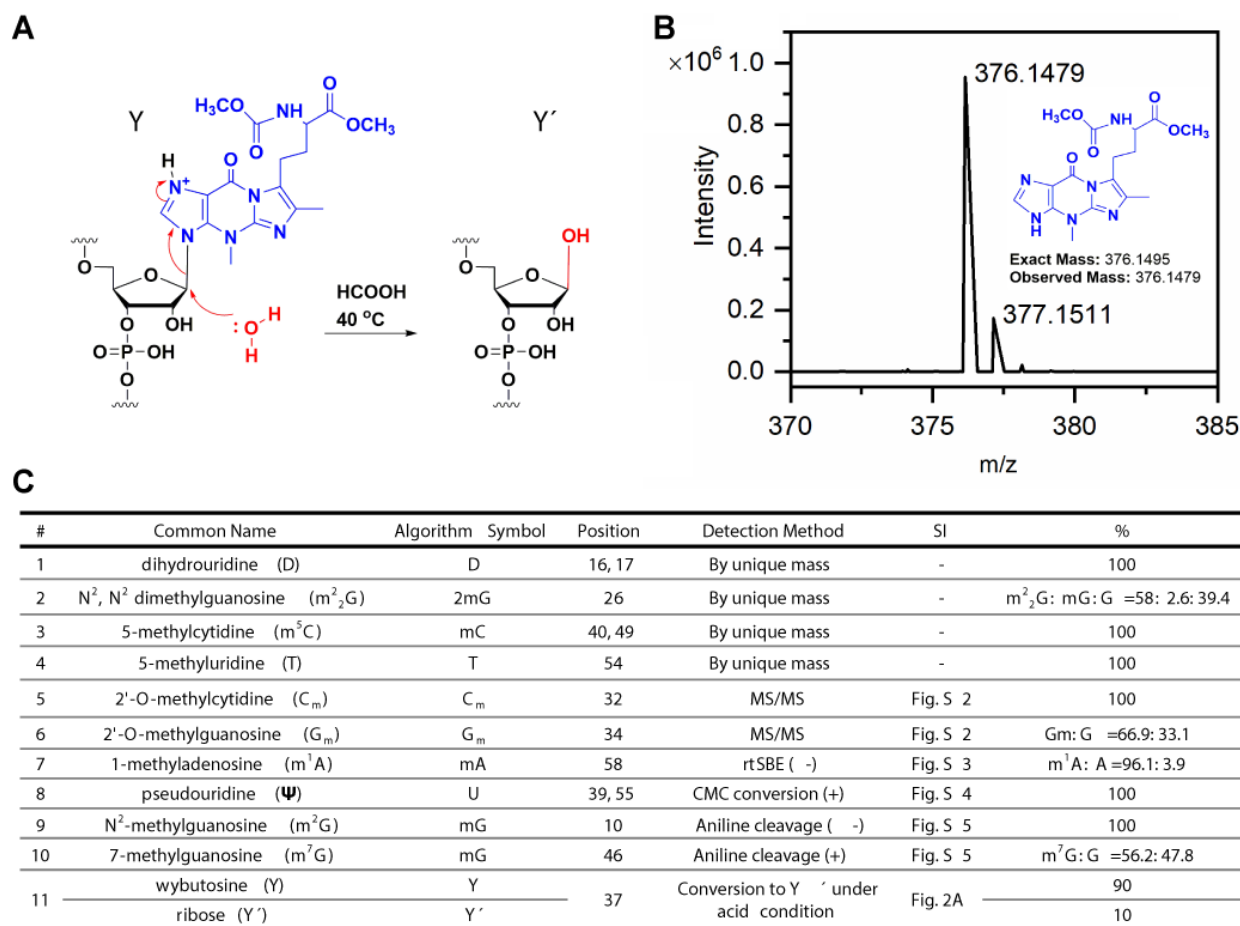 A
Y
H₃CO
NH
O
OCH₃
O
O
H
N⁺
N
N
N
N
O
O
O
OH
O=P-OH
O
:O
H
H
HCOOH
40 °C
Y´
OH
O
O
O
OH
O=P-OH
O
B
×10⁶ 1.0
0.8
0.6
0.4
0.2
0.0
Intensity
376.1479
377.1511
H₃CO
NH
O
OCH₃
O
O
N
N
N
H
N
N
Exact Mass: 376.1495
Observed Mass: 376.1479
370 375 380 385
m/z
C
# Common Name Algorithm Symbol Position Detection Method SI %
1 dihydrouridine (D) D 16, 17 By unique mass - 100
2 N², N² dimethylguanosine (m²₂G) 2mG 26 By unique mass - m²₂G: mG: G =58: 2.6: 39.4
3 5-methylcytidine (m⁵C) mC 40, 49 By unique mass - 100
4 5-methyluridine (T) T 54 By unique mass - 100
5 2'-O-methylcytidine (Cₘ) Cₘ 32 MS/MS Fig. S 2 100
6 2'-O-methylguanosine (Gₘ) Gₘ 34 MS/MS Fig. S 2 Gm: G =66.9: 33.1
7 1-methyladenosine (m¹A) mA 58 rtSBE ( -) Fig. S 3 m¹A: A =96.1: 3.9
8 pseudouridine (Ψ) U 39, 55 CMC conversion (+) Fig. S 4 100
9 N²-methylguanosine (m²G) mG 10 Aniline cleavage ( -) Fig. S 5 100
10 7-methylguanosine (m⁷G) mG 46 Aniline cleavage (+) Fig. S 5 m⁷G: G =56.2: 47.8
11 wybutosine (Y) Y 37 Conversion to Y ´ under acid condition Fig. 2A 90
ribose (Y´) Y´ 10